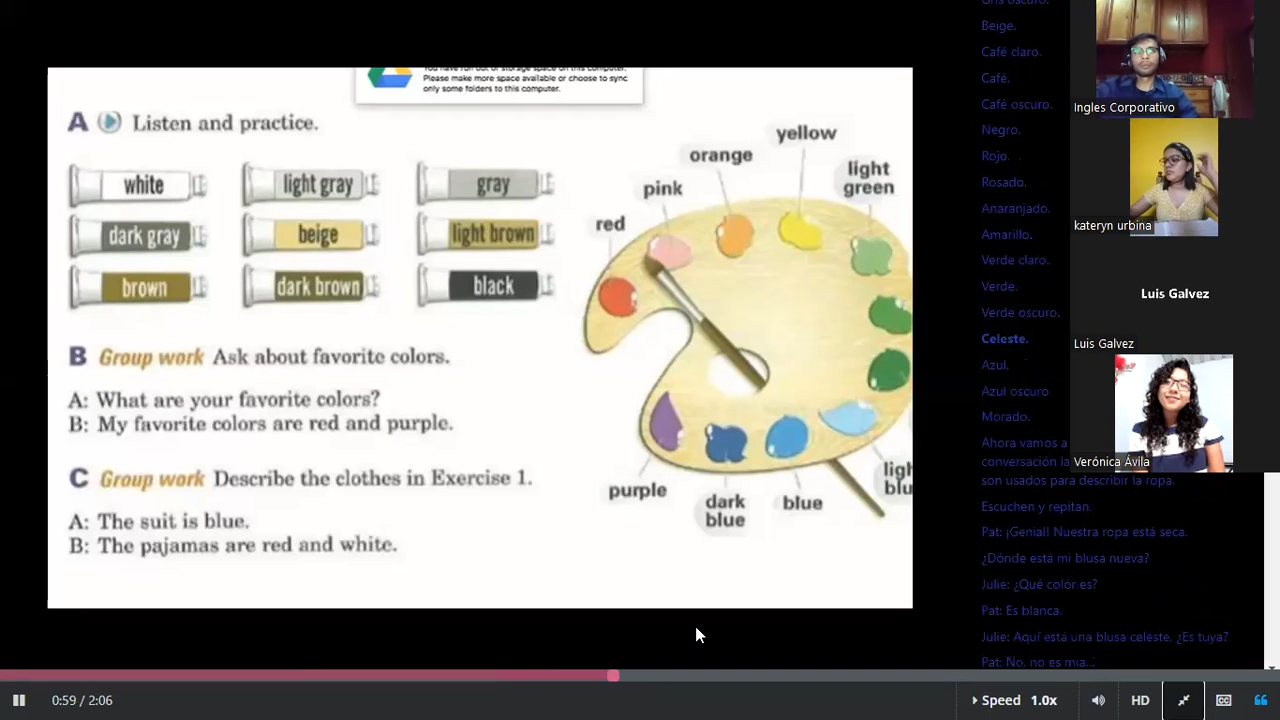 You have run out of storage space on this computer.
Please make more space available or choose to sync
only some folders to this computer.
A Listen and practice.
white
light gray
gray
dark gray
beige
light brown
brown
dark brown
black
red
pink
orange
yellow
light
green
purple
dark
blue
blue
B Group work Ask about favorite colors.
A: What are your favorite colors?
B: My favorite colors are red and purple.
C Group work Describe the clothes in Exercise 1.
A: The suit is blue.
B: The pajamas are red and white.
Gris oscuro.
Beige.
Café claro.
Café.
Café oscuro.
Negro.
Rojo.
Rosado.
Anaranjado.
Amarillo.
Verde claro.
Verde.
Verde oscuro.
Celeste.
Azul.
Azul oscuro.
Morado.
Ahora vamos a
conversación la
son usados para describir la ropa.
Escuchen y repitan.
Pat: ¡Genial! Nuestra ropa está seca.
¿Dónde está mi blusa nueva?
Julie: ¿Qué color es?
Pat: Es blanca.
Julie: Aquí está una blusa celeste. ¿Es tuya?
Pat: No, no es mía...
Ingles Corporativo
kateryn urbina
Luis Galvez
Luis Galvez
Verónica Ávila
0:59 / 2:06
Speed 1.0x
HD
CC